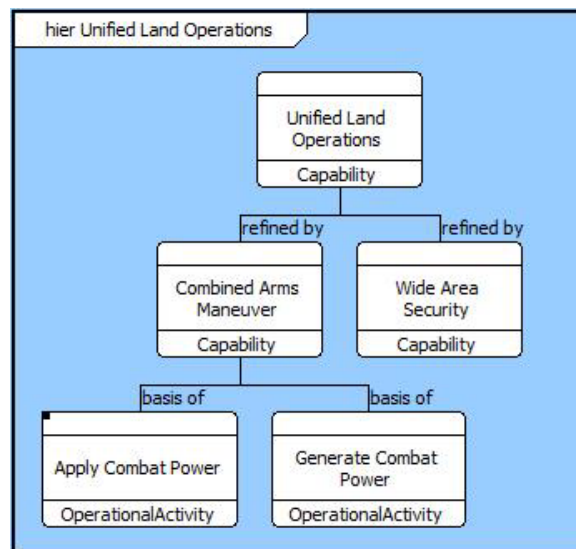 hier Unified Land Operations
Unified Land
Operations
Capability
refined by
refined by
Combined Arms
Maneuver
Capability
Wide Area
Security
Capability
basis of
basis of
Apply Combat Power
OperationalActivity
Generate Combat
Power
OperationalActivity